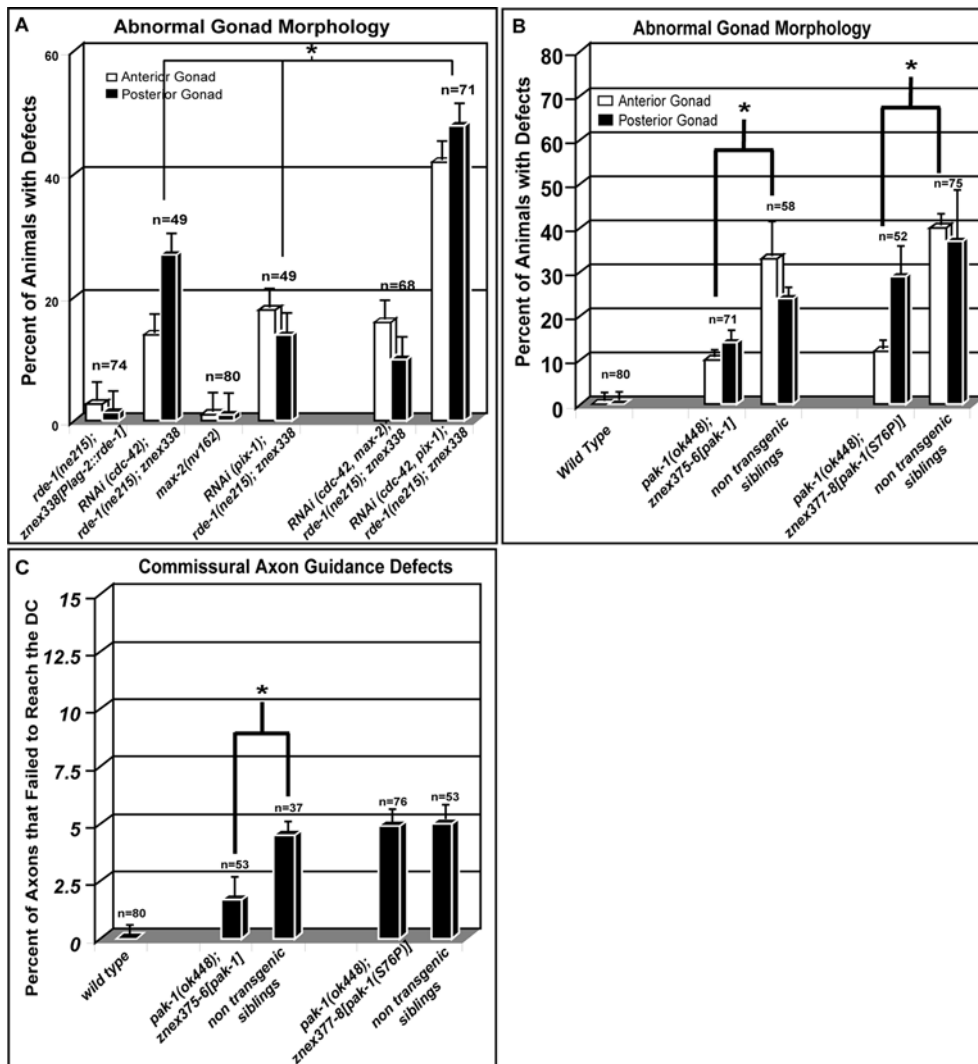 A
Abnormal Gonad Morphology
*
60
40
20
0
Percent of Animals with Defects
Anterior Gonad
Posterior Gonad
n=74
n=49
n=80
n=49
n=68
n=71
rde-1(ne215);
znex338[Plag-2::rde-1]
RNAi (cdc-42);
rde-1(ne215); znex338
max-2(nv162)
RNAi (pix-1);
rde-1(ne215); znex338
RNAi (cdc-42, max-2);
rde-1(ne215); znex338
RNAi (cdc-42, pix-1);
rde-1(ne215); znex338
B
Abnormal Gonad Morphology
80
70
60
50
40
30
20
10
0
Percent of Animals with Defects
Anterior Gonad
Posterior Gonad
*
*
n=80
n=71
n=58
n=52
n=75
Wild Type
pak-1(ok448);
znex375-6[pak-1]
non transgenic
siblings
pak-1(ok448);
znex377-8[pak-1(S76P)]
non transgenic
siblings
C
Commissural Axon Guidance Defects
15
12.5
10
7.5
5
2.5
0
Percent of Axons that Failed to Reach the DC
*
n=80
n=53
n=37
n=76
n=53
wild type
pak-1(ok448);
znex375-6[pak-1]
non transgenic
siblings
pak-1(ok448);
znex377-8[pak-1(S76P)]
non transgenic
siblings